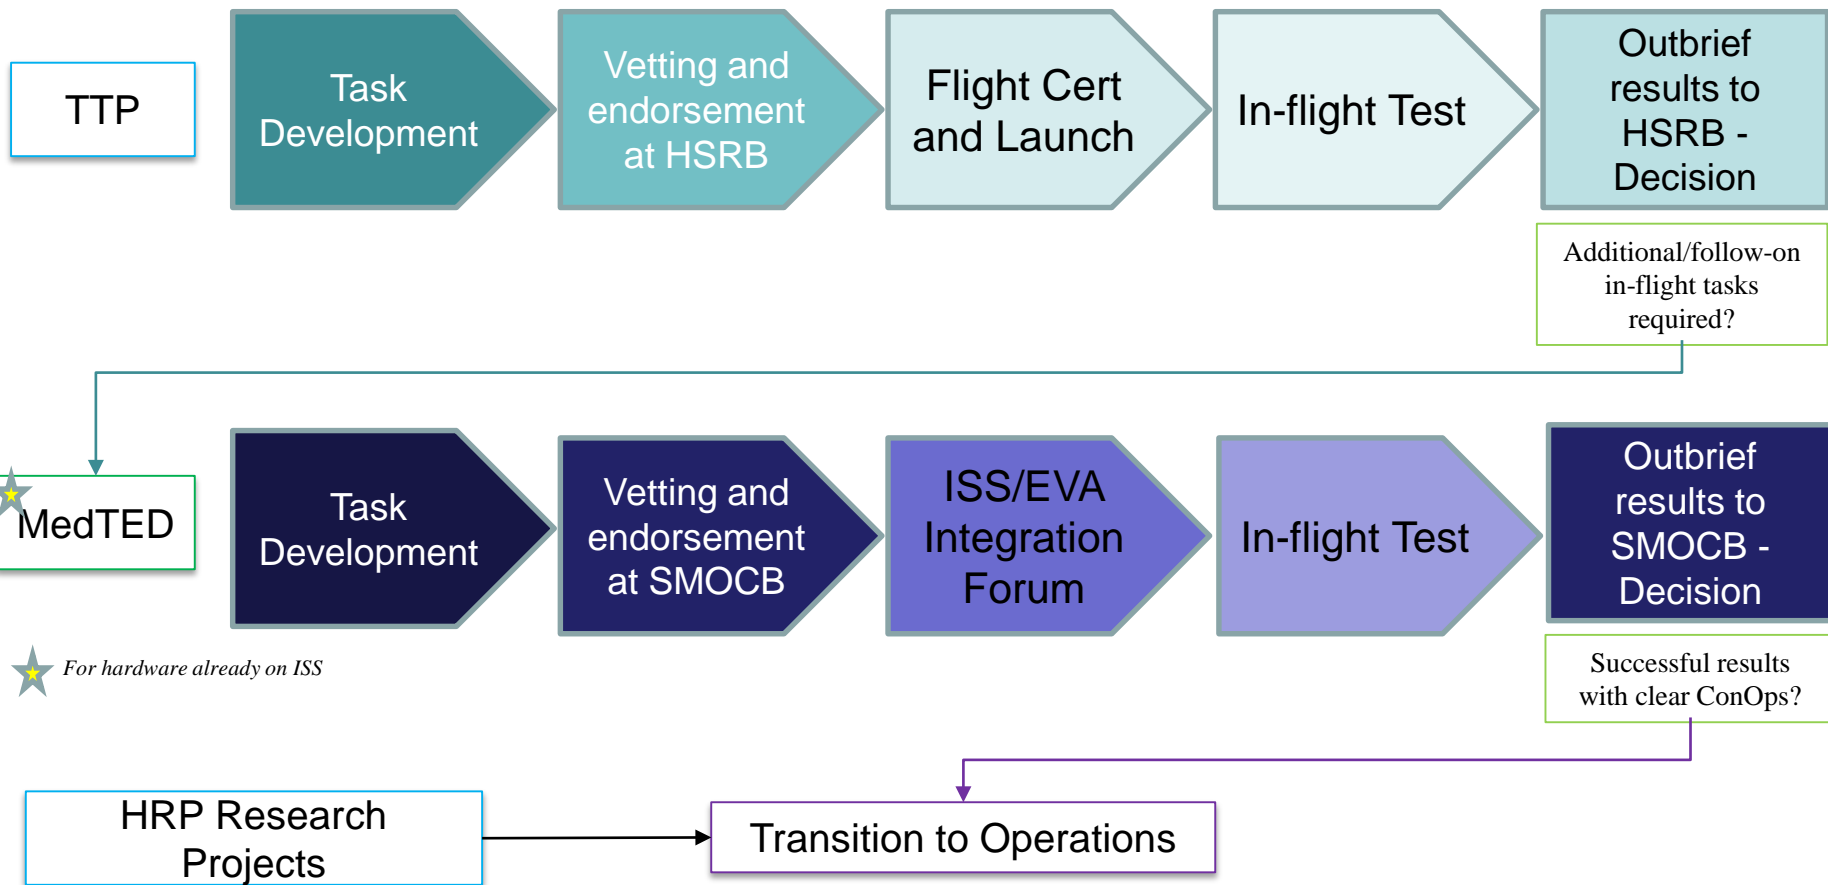 TTP
Task
Development
Vetting and
endorsement
at HSRB
Flight Cert
and Launch
In-flight Test
Outbrief
results to
HSRB -
Decision
Additional/follow-on
in-flight tasks
required?
MedTED
Task
Development
Vetting and
endorsement
at SMOCB
ISS/EVA
Integration
Forum
In-flight Test
Outbrief
results to
SMOCB -
Decision
For hardware already on ISS
Successful results
with clear ConOps?
HRP Research
Projects
Transition to Operations